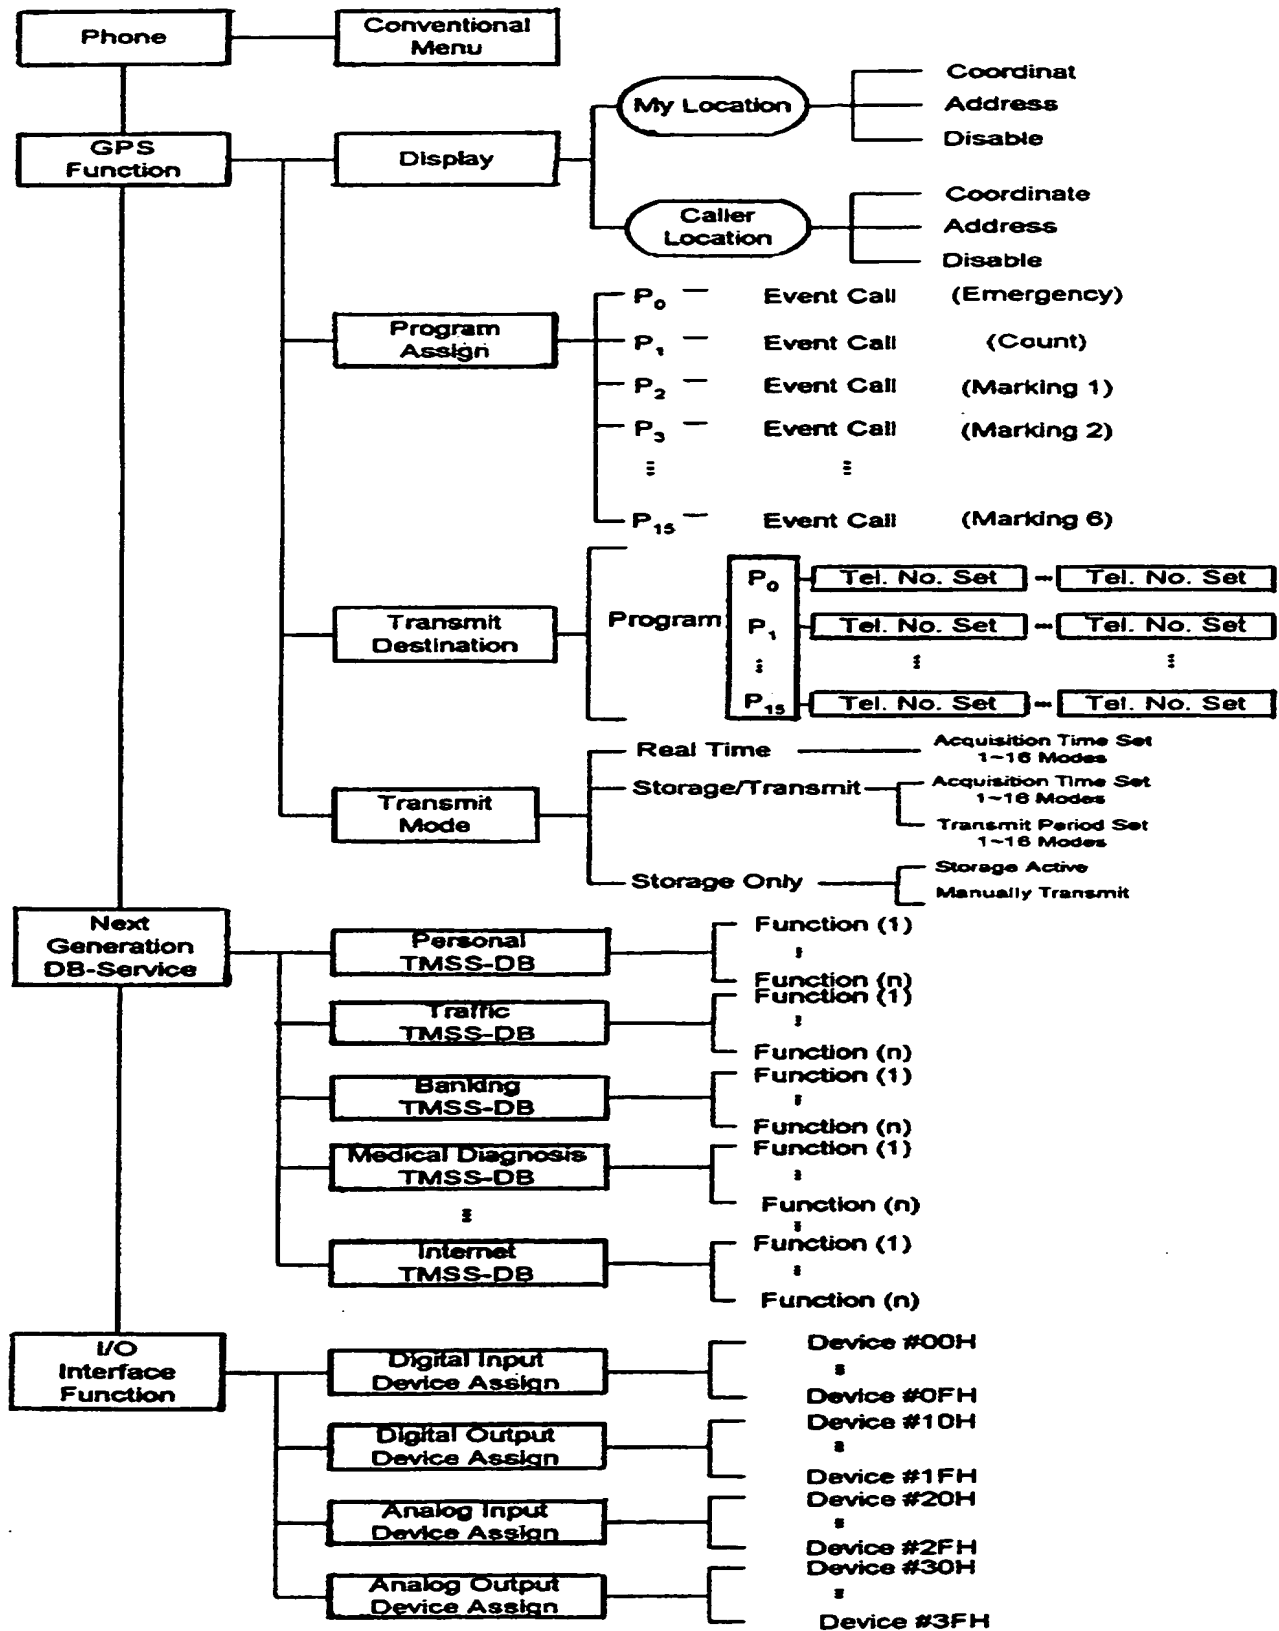 Phone
Conventional
Menu
GPS
Function
Display
My Location
Coordinat
Address
Disable
Caller
Location
Coordinate
Address
Disable
Program
Assign
P0 — Event Call (Emergency)
P1 — Event Call (Count)
P2 — Event Call (Marking 1)
P3 — Event Call (Marking 2)
P15 — Event Call (Marking 6)
Transmit
Destination
Program
P0 Tel. No. Set Tel. No. Set
P1 Tel. No. Set Tel. No. Set
P15 Tel. No. Set Tel. No. Set
Transmit
Mode
Real Time
Acquisition Time Set
1~16 Modes
Storage/Transmit
Acquisition Time Set
1~16 Modes
Transmit Period Set
1~16 Modes
Storage Only
Storage Active
Manually Transmit
Next
Generation
DB-Service
Personal
TMSS-DB
Function (1)
Function (n)
Traffic
TMSS-DB
Function (1)
Function (n)
Banking
TMSS-DB
Function (1)
Function (n)
Medical Diagnosis
TMSS-DB
Function (1)
Function (n)
Internet
TMSS-DB
Function (1)
Function (n)
I/O
Interface
Function
Digital Input
Device Assign
Device #00H
Device #0FH
Digital Output
Device Assign
Device #10H
Device #1FH
Analog Input
Device Assign
Device #20H
Device #2FH
Analog Output
Device Assign
Device #30H
Device #3FH